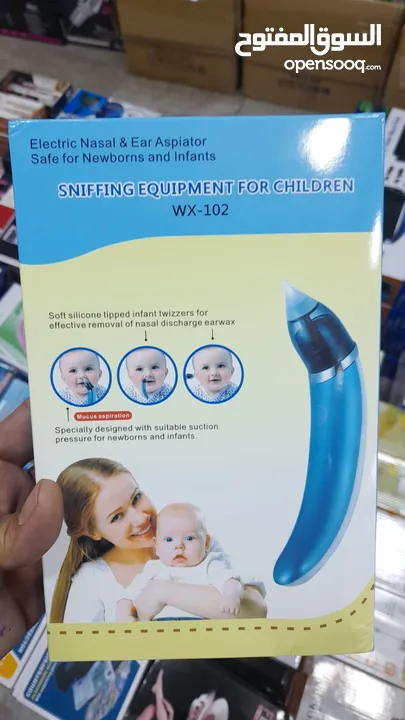 السوق المفتوح
opensooq.com
Electric Nasal & Ear Aspiator
Safe for Newborns and Infants
SNIFFING EQUIPMENT FOR CHILDREN
WX-102
Soft silicone tipped infant twizzers for
effective removal of nasal discharge earwax
Mucus aspiration
Specially designed with suitable suction
pressure for newborns and infants.